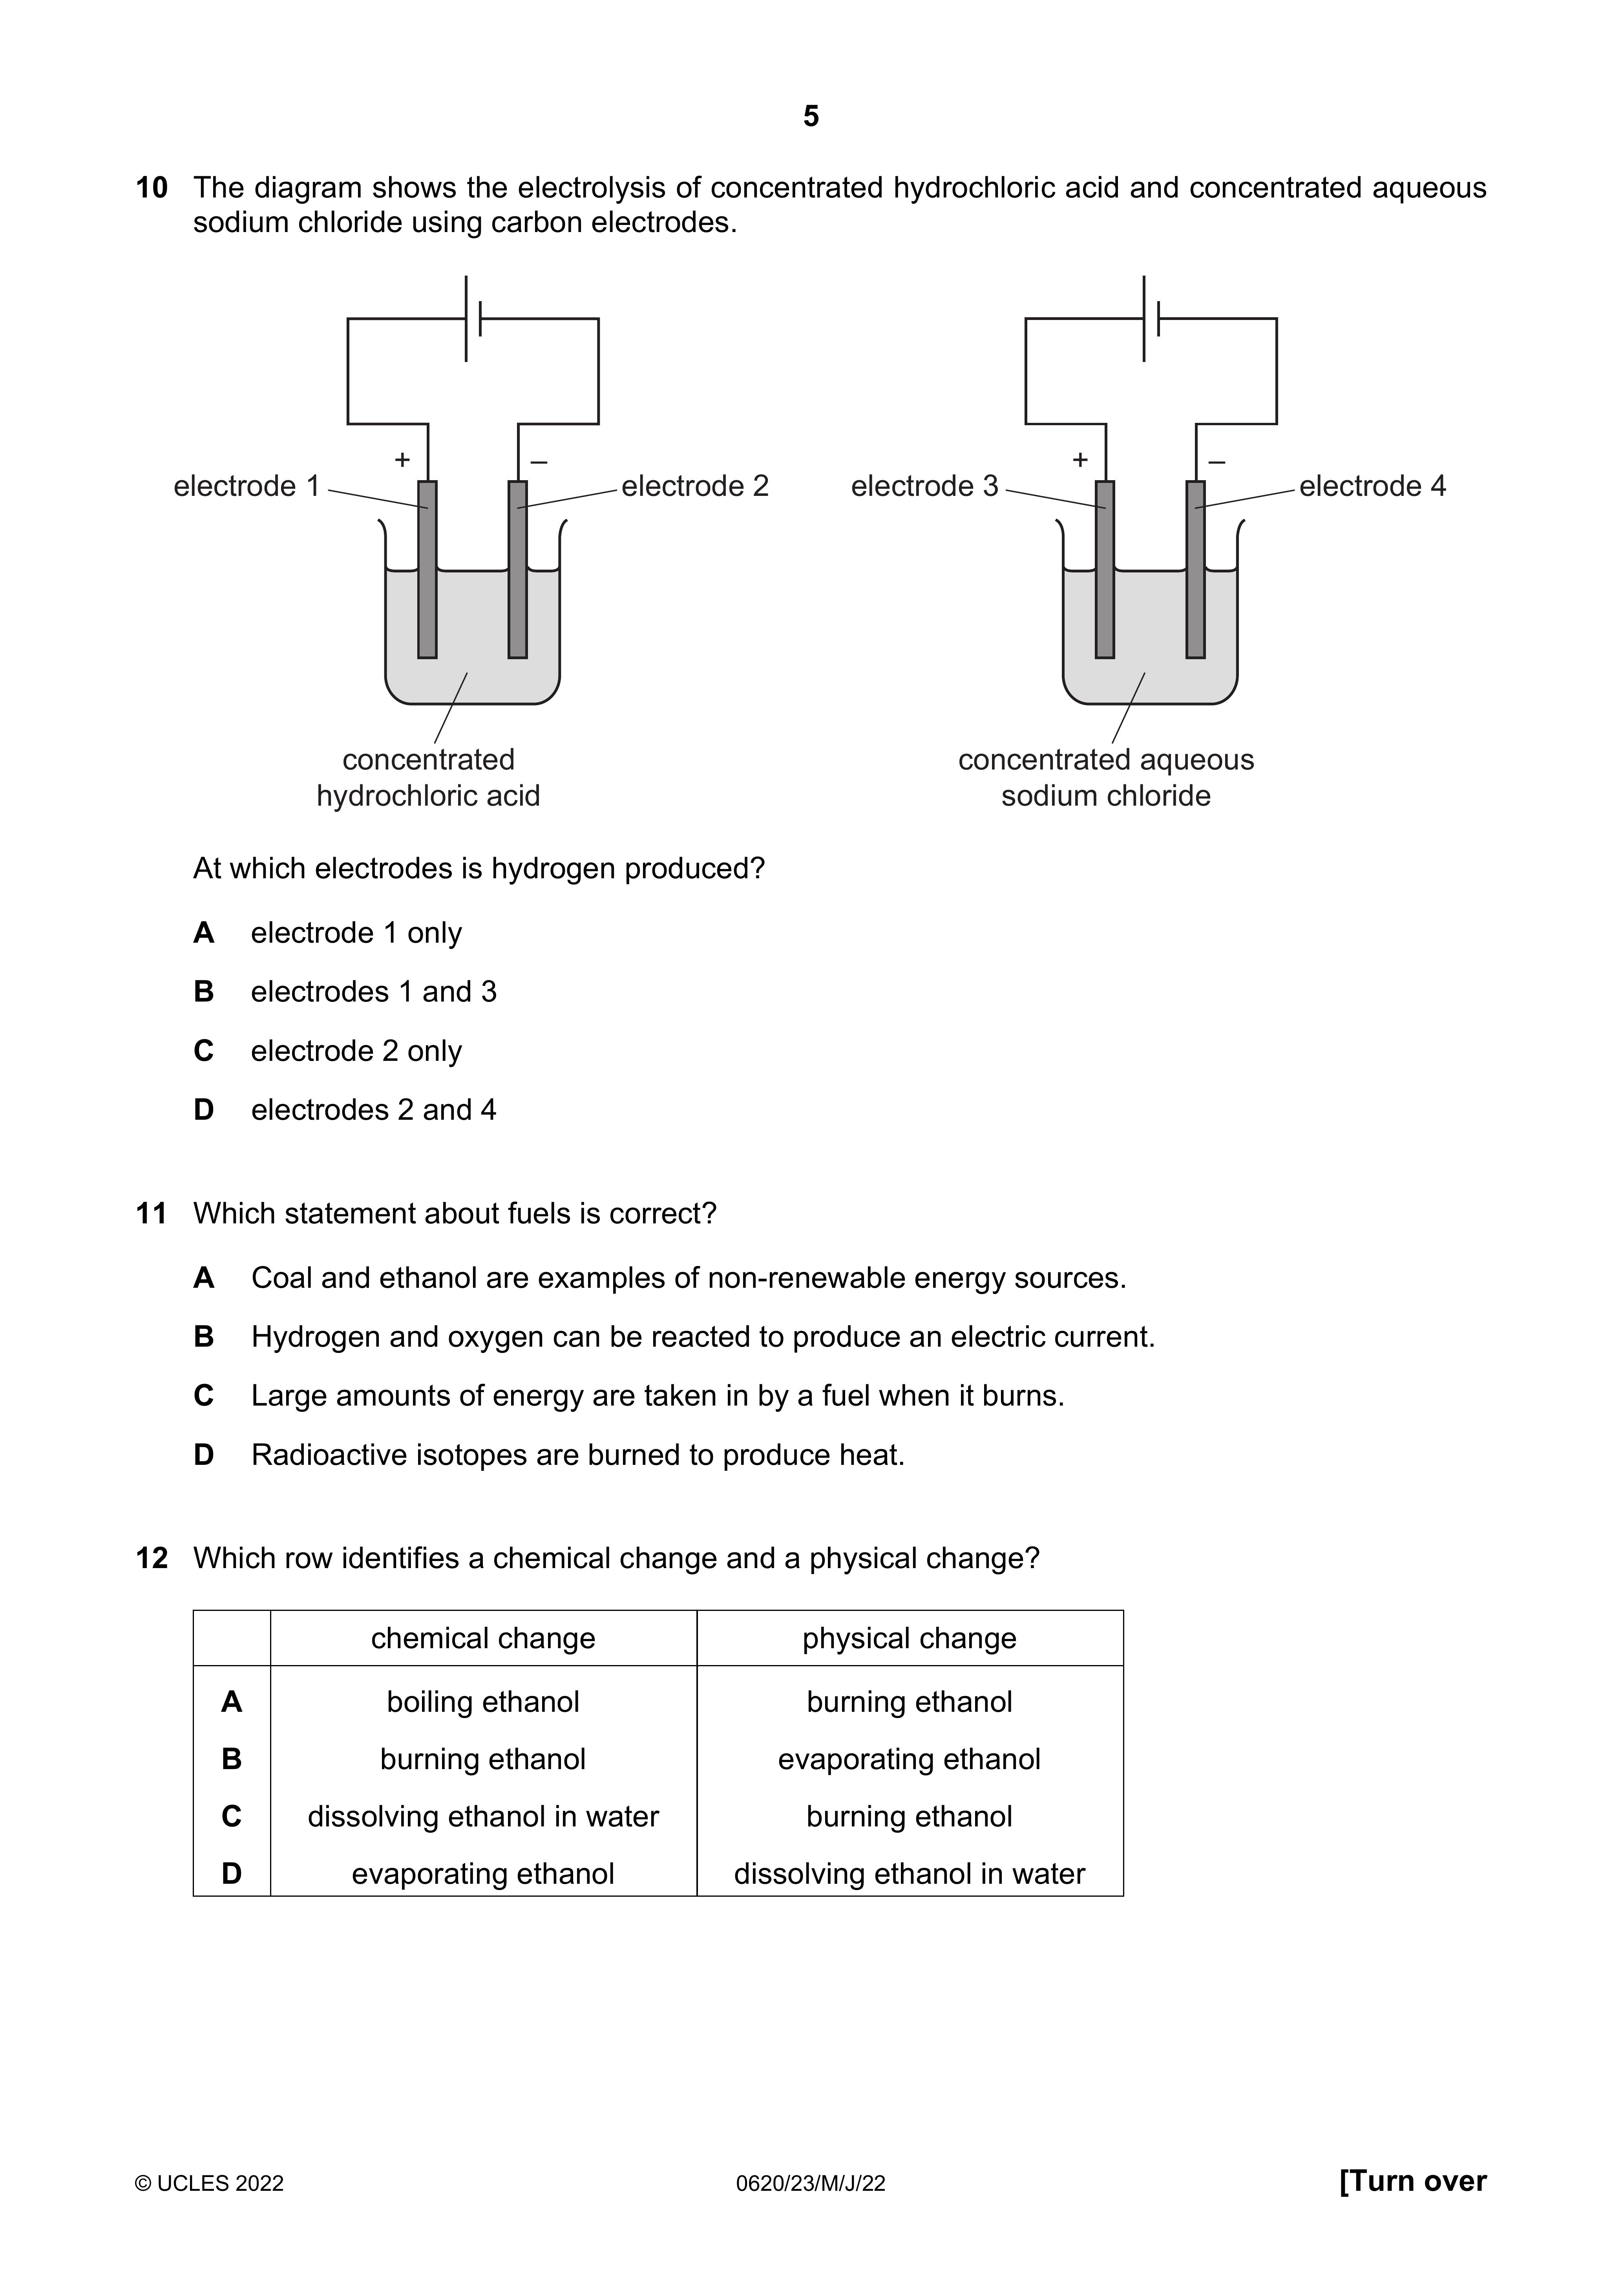 5
10 The diagram shows the electrolysis of concentrated hydrochloric acid and concentrated aqueous
sodium chloride using carbon electrodes.
+ –
electrode 1 electrode 2
concentrated
hydrochloric acid
+ –
electrode 3 electrode 4
concentrated aqueous
sodium chloride
At which electrodes is hydrogen produced?
A electrode 1 only
B electrodes 1 and 3
C electrode 2 only
D electrodes 2 and 4
11 Which statement about fuels is correct?
A Coal and ethanol are examples of non-renewable energy sources.
B Hydrogen and oxygen can be reacted to produce an electric current.
C Large amounts of energy are taken in by a fuel when it burns.
D Radioactive isotopes are burned to produce heat.
12 Which row identifies a chemical change and a physical change?
chemical change physical change
A boiling ethanol burning ethanol
B burning ethanol evaporating ethanol
C dissolving ethanol in water burning ethanol
D evaporating ethanol dissolving ethanol in water
© UCLES 2022 0620/23/M/J/22 [Turn over